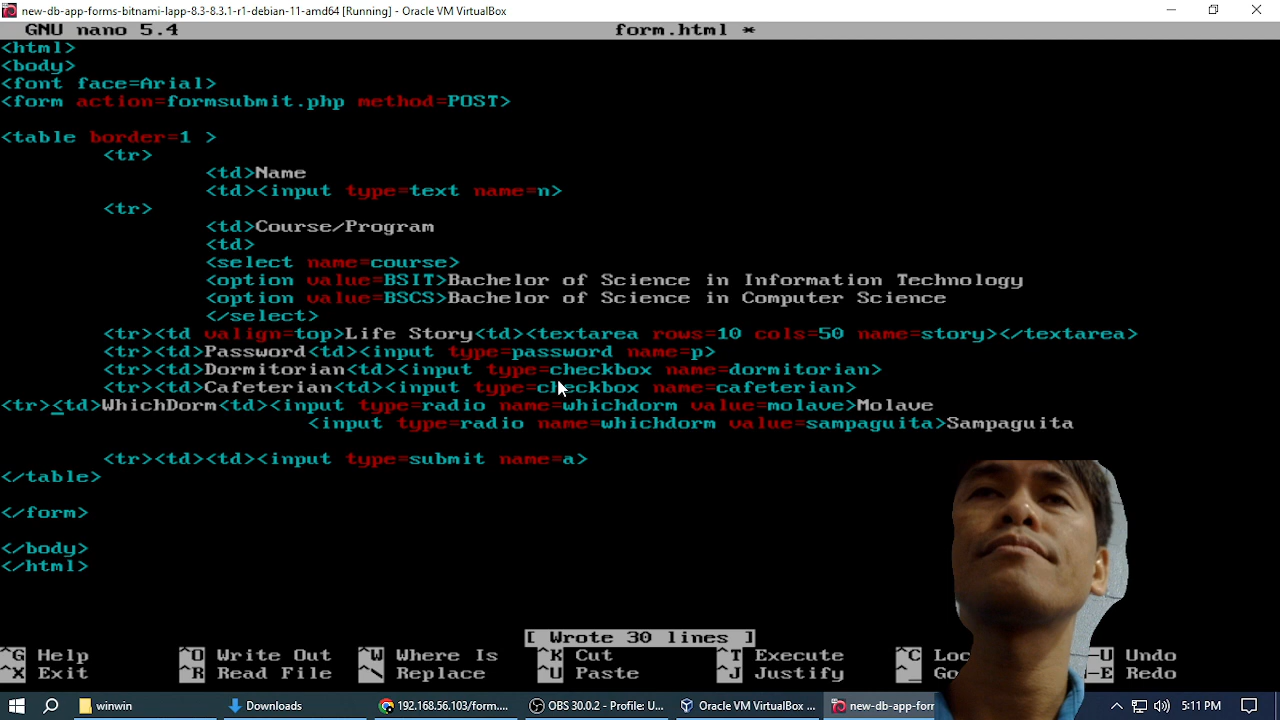 new-db-app-forms-bitnami-lapp-8.3-8.3.1-r1-debian-11-amd64 [Running] - Oracle VM VirtualBox
GNU nano 5.4 form.html *
<html>
<body>
<font face=Arial>
<form action=formsubmit.php method=POST>
<table border=1 >
<tr>
<td>Name
<td><input type=text name=n>
<tr>
<td>Course/Program
<td>
<select name=course>
<option value=BSIT>Bachelor of Science in Information Technology
<option value=BSCS>Bachelor of Science in Computer Science
</select>
<tr><td valign=top>Life Story<td><textarea rows=10 cols=50 name=story></textarea>
<tr><td>Password<td><input type=password name=p>
<tr><td>Dormitorian<td><input type=checkbox name=dormitorian>
<tr><td>Cafeterian<td><input type=checkbox name=cafeterian>
<tr><td>WhichDorm<td><input type=radio name=whichdorm value=molave>Molave
<input type=radio name=whichdorm value=sampaguita>Sampaguita
<tr><td><td><input type=submit name=a>
</table>
</form>
</body>
</html>
[ Wrote 30 lines ]
^G Help ^O Write Out ^W Where Is ^K Cut ^T Execute ^C Loc -U Undo
^X Exit ^R Read File ^\ Replace ^U Paste ^J Justify ^_ Go -E Redo
winwin Downloads 192.168.56.103/form.... OBS 30.0.2 - Profile: U... Oracle VM VirtualBox ... new-db-app-form 5:11 PM